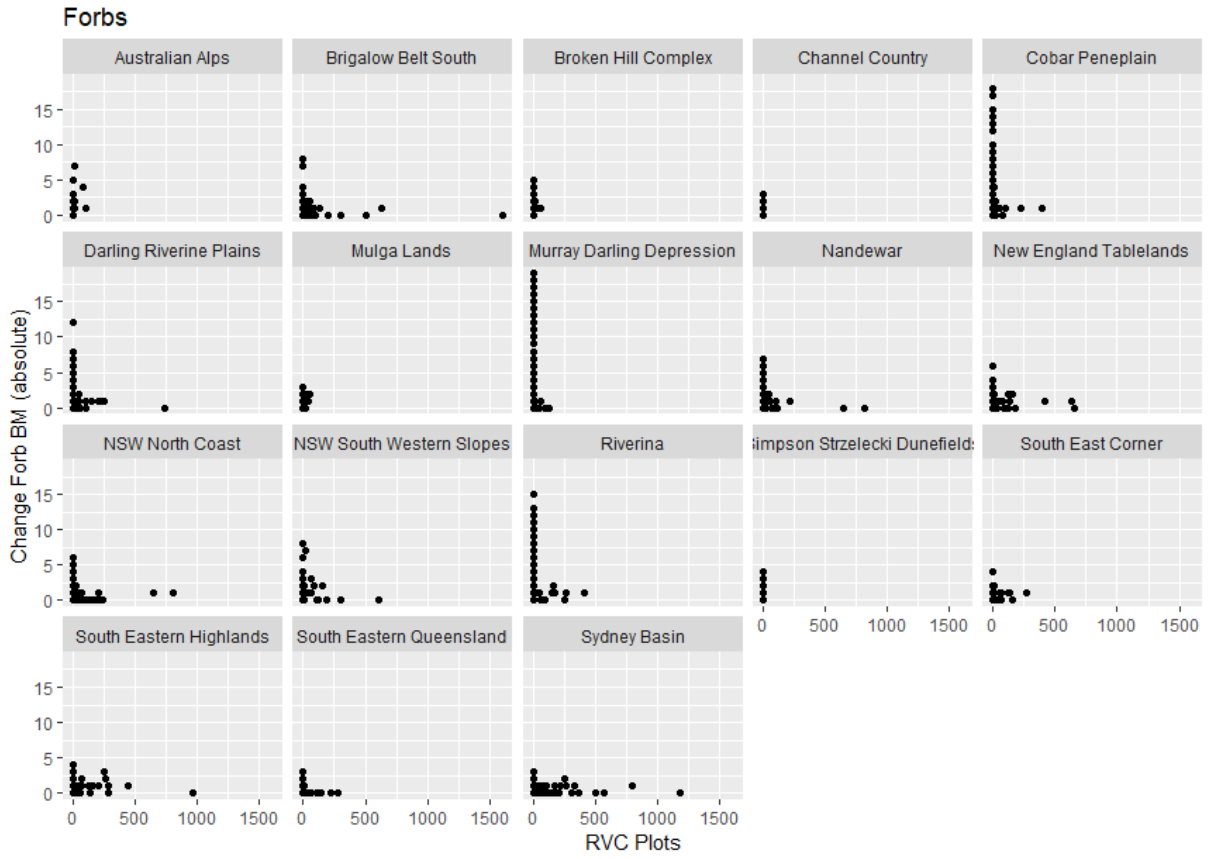 Forbs
Australian Alps
Brigalow Belt South
Broken Hill Complex
Channel Country
Cobar Peneplain
15
10
5
0
Darling Riverine Plains
Mulga Lands
Murray Darling Depression
Nandewar
New England Tablelands
15
10
5
0
NSW North Coast
NSW South Western Slopes
Riverina
Simpson Strzelecki Dunefields
South East Corner
15
10
5
0
0 500 1000 1500
0 500 1000 1500
South Eastern Highlands
South Eastern Queensland
Sydney Basin
15
10
5
0
0 500 1000 1500
0 500 1000 1500
0 500 1000 1500
RVC Plots
Change Forb BM (absolute)